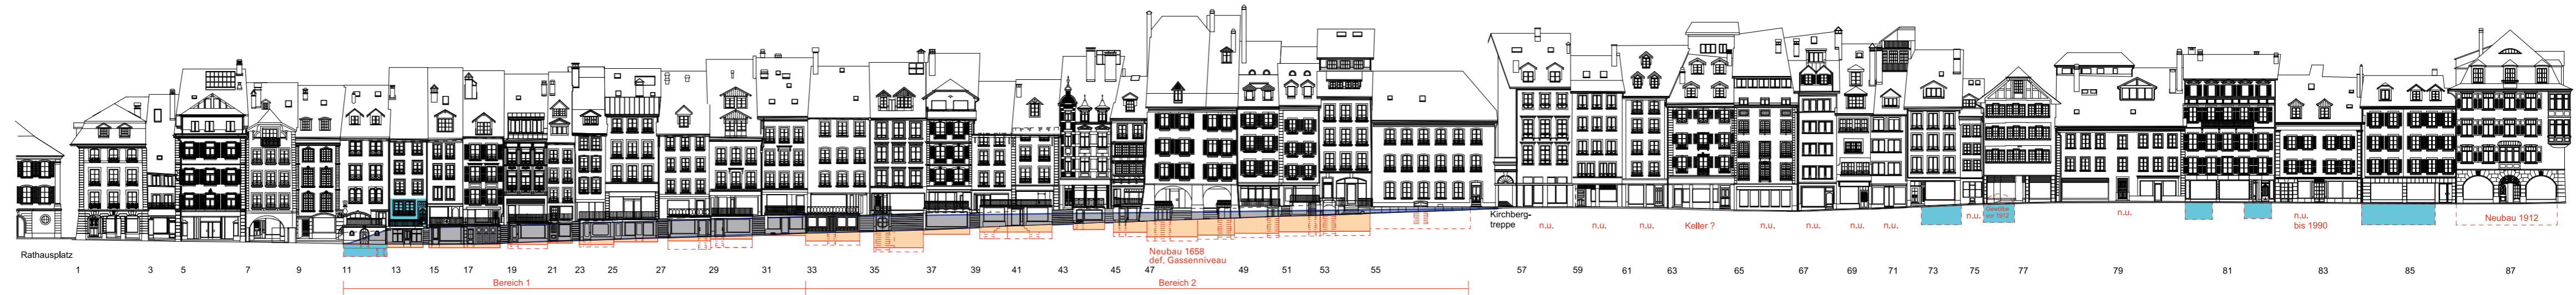 Rathausplatz
Kirchberg-
treppe
n.u.
n.u.
n.u.
Keller ?
n.u.
n.u.
n.u.
n.u.
n.u.
Gewölbe
vor 1912
n.u.
n.u.
bis 1990
Neubau 1912
Neubau 1658
def. Gassenniveau
1 3 5 7 9 11 13 15 17 19 21 23 25 27 29 31 33 35 37 39 41 43 45 47 49 51 53 55 57 59 61 63 65 67 69 71 73 75 77 79 81 83 85 87
Bereich 1
Bereich 2